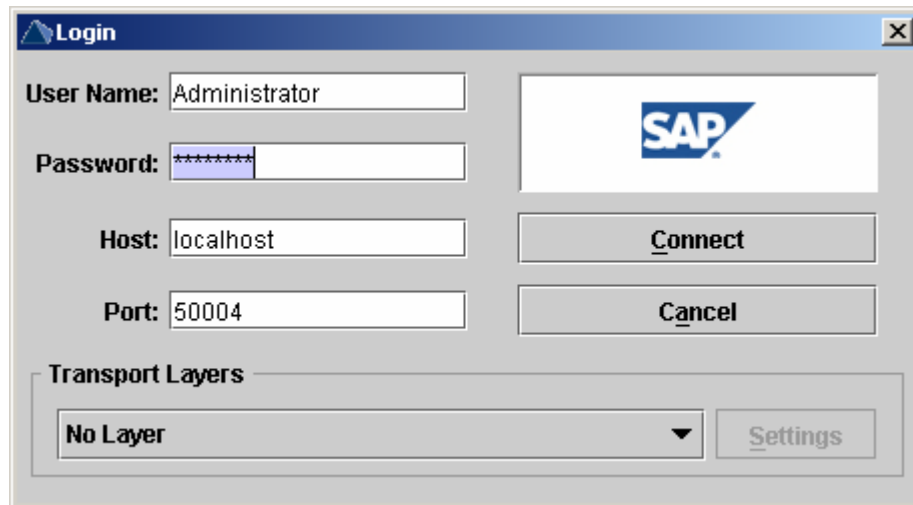 Login
User Name: Administrator
SAP
Password: ********
Host: localhost
Connect
Port: 50004
Cancel
Transport Layers
No Layer
Settings